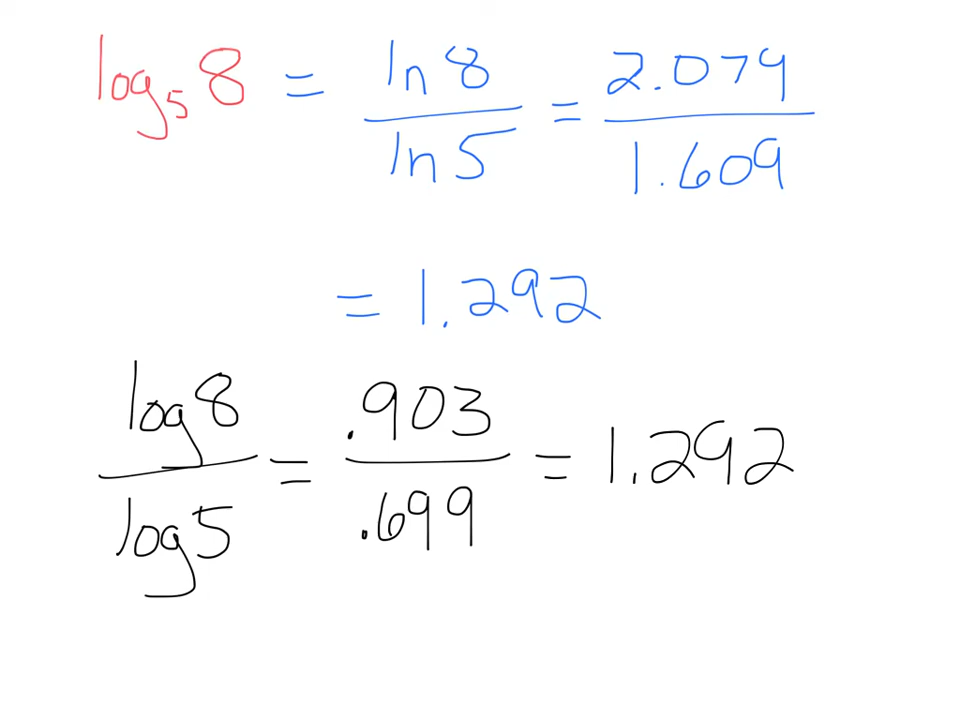 log₅ 8 = ln 8 / ln 5 = 2.079 / 1.609
= 1.292
log 8 / log 5 = .903 / .699 = 1.292